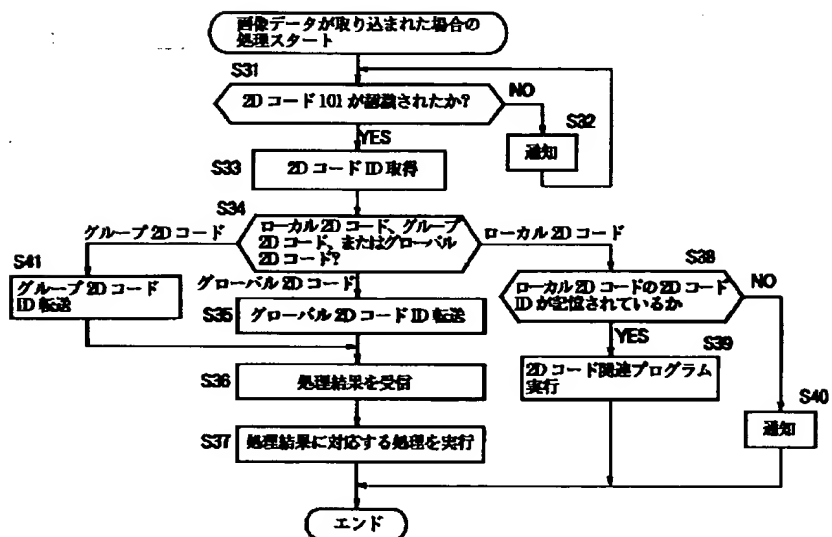 画像データが取り込まれた場合の
処理スタート
S31
2D コード 101 が認識されたか?
NO
S32
通知
YES
S33
2D コード ID 取得
S34
ローカル 2D コード、グループ
2D コード、またはグローバル
2D コード?
グループ 2D コード
ローカル 2D コード
グローバル 2D コード
S41
グループ 2D コード
ID 転送
S35
グローバル 2D コード ID 転送
S38
ローカル 2D コードの 2D コード
ID が記憶されているか
NO
YES
S39
2D コード関連プログラム
実行
S36
処理結果を受信
S40
通知
S37
処理結果に対応する処理を実行
エンド